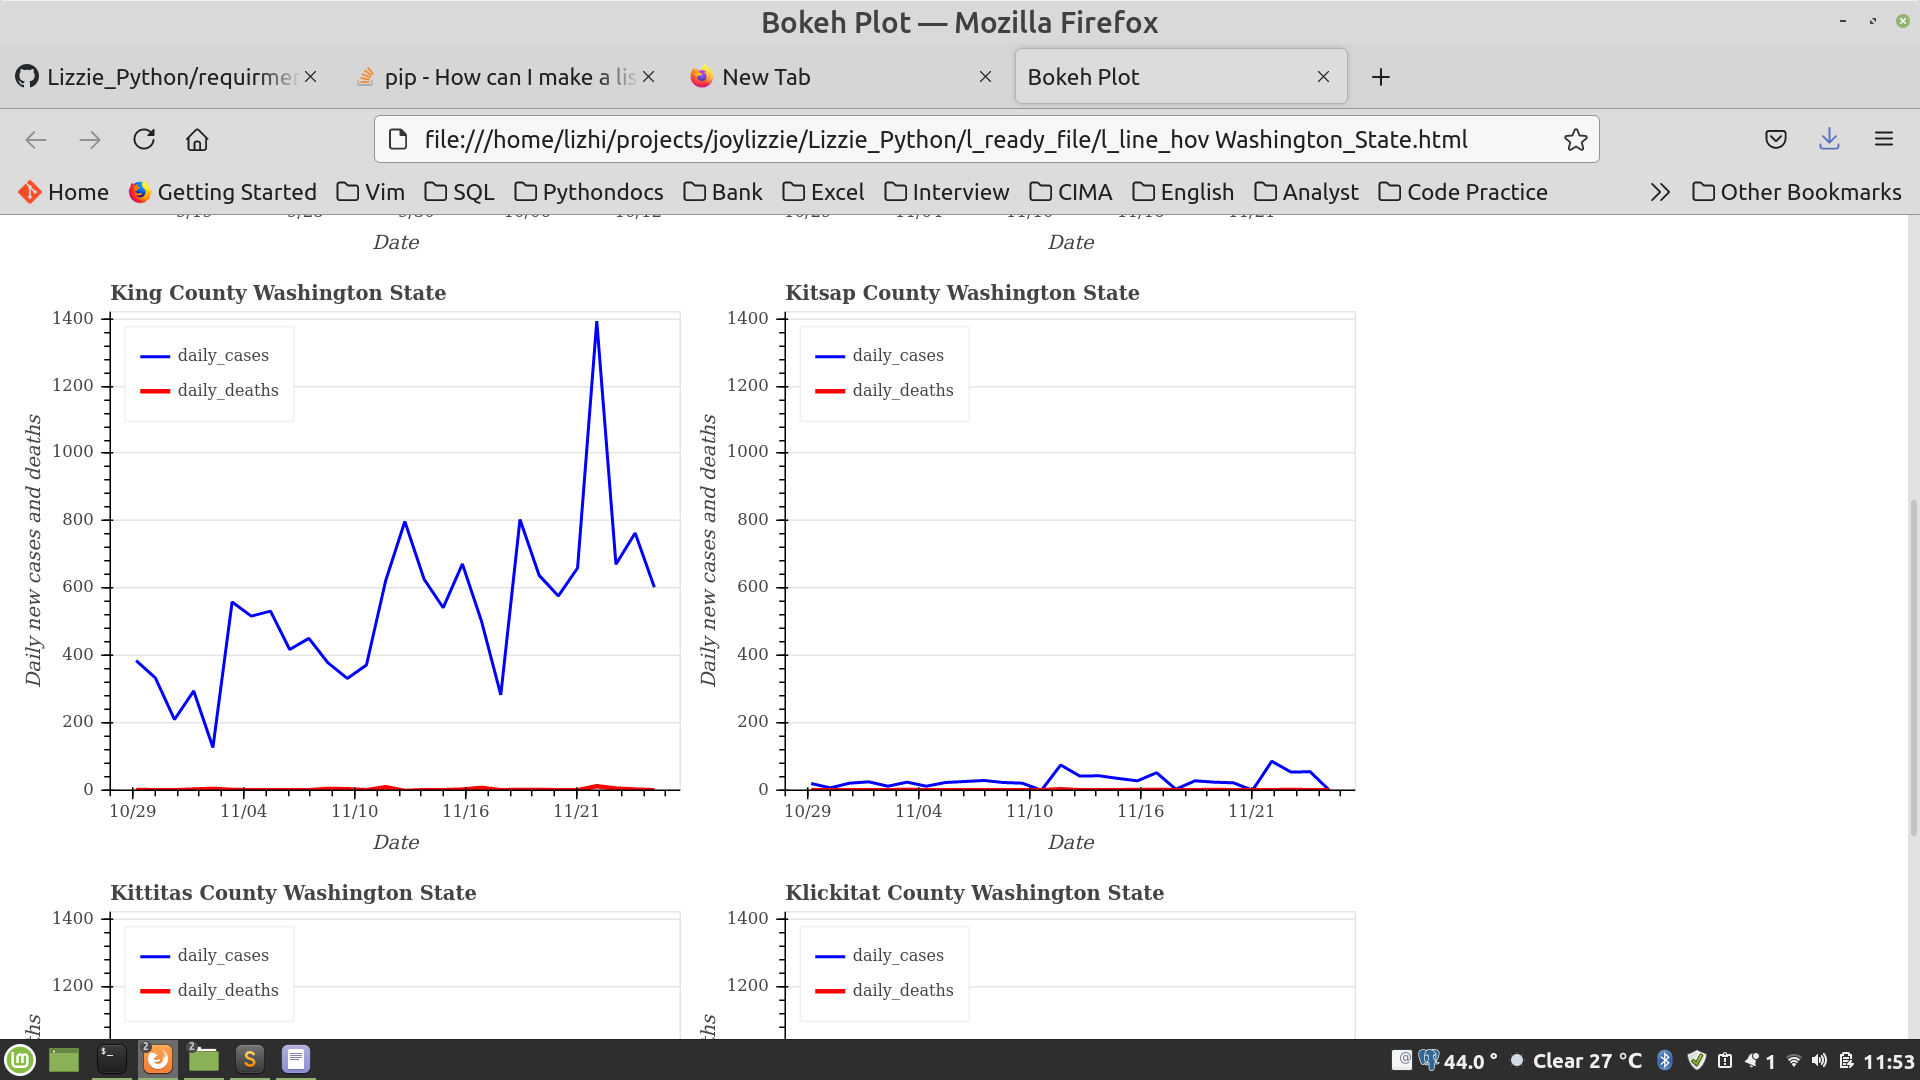 Bokeh Plot — Mozilla Firefox
Lizzie_Python/requirmer
pip - How can I make a lis
New Tab
Bokeh Plot
file:///home/lizhi/projects/joylizzie/Lizzie_Python/l_ready_file/l_line_hov Washington_State.html
Home Getting Started Vim SQL Pythondocs Bank Excel Interview CIMA English Analyst Code Practice Other Bookmarks
Date Date
King County Washington State
1400
1200
1000
800
600
400
200
0
daily_cases
daily_deaths
Daily new cases and deaths
10/29 11/04 11/10 11/16 11/21
Date
Kitsap County Washington State
1400
1200
1000
800
600
400
200
0
daily_cases
daily_deaths
Daily new cases and deaths
10/29 11/04 11/10 11/16 11/21
Date
Kittitas County Washington State
1400
1200
daily_cases
daily_deaths
ths
Klickitat County Washington State
1400
1200
daily_cases
daily_deaths
ths
2 2 S 44.0 ° Clear 27 °C 1 11:53